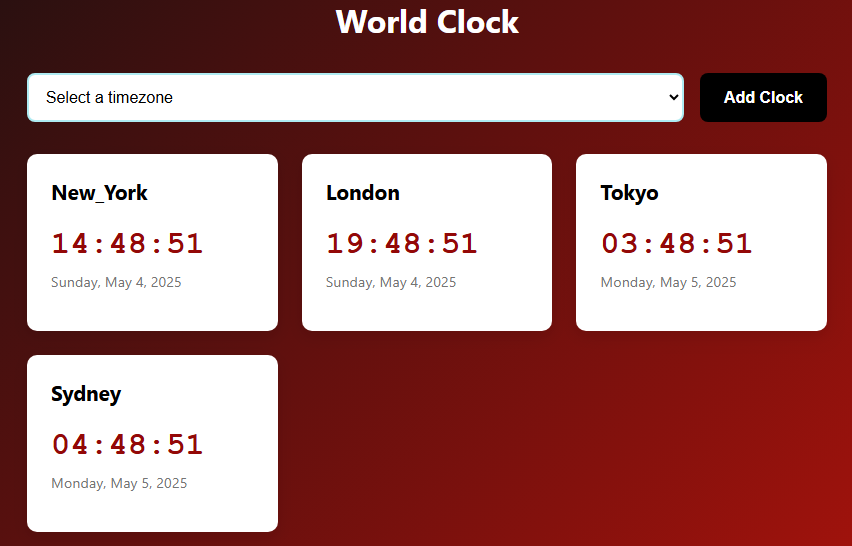 World Clock
Select a timezone
Add Clock
New_York
14:48:51
Sunday, May 4, 2025
London
19:48:51
Sunday, May 4, 2025
Tokyo
03:48:51
Monday, May 5, 2025
Sydney
04:48:51
Monday, May 5, 2025